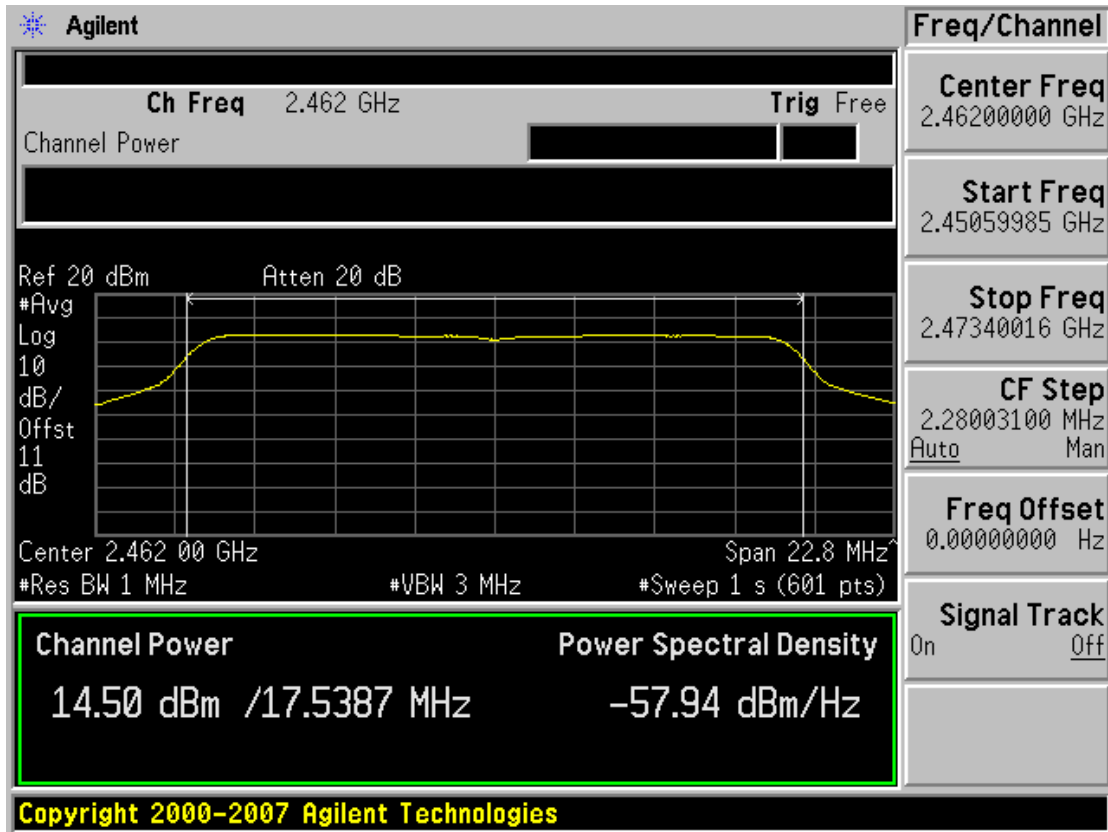 Agilent
Freq/Channel
Ch Freq 2.462 GHz Trig Free
Channel Power
Center Freq
2.46200000 GHz
Start Freq
2.45059985 GHz
Stop Freq
2.47340016 GHz
CF Step
2.28003100 MHz
Auto Man
Freq Offset
0.00000000 Hz
Signal Track
On Off
Ref 20 dBm Atten 20 dB
#Avg
Log
10
dB/
Offst
11
dB
Center 2.462 00 GHz Span 22.8 MHz^
#Res BW 1 MHz #VBW 3 MHz #Sweep 1 s (601 pts)
Channel Power Power Spectral Density
14.50 dBm /17.5387 MHz -57.94 dBm/Hz
Copyright 2000-2007 Agilent Technologies